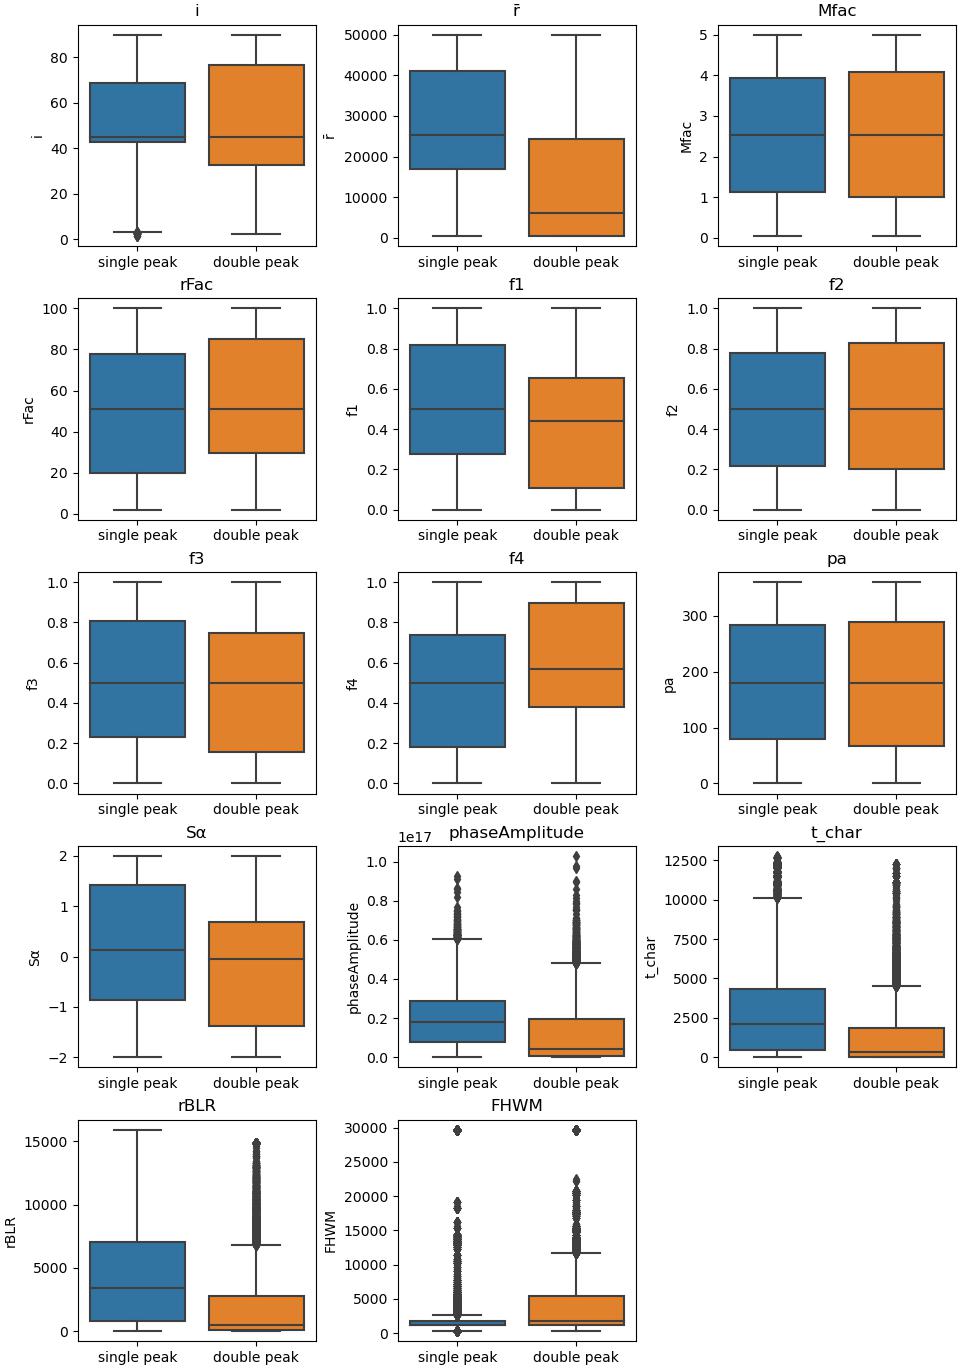 i
80
60
40
20
0
i
single peak
double peak
r̄
50000
40000
30000
20000
10000
0
r̄
single peak
double peak
Mfac
5
4
3
2
1
0
Mfac
single peak
double peak
rFac
100
80
60
40
20
0
rFac
single peak
double peak
f1
1.0
0.8
0.6
0.4
0.2
0.0
f1
single peak
double peak
f2
1.0
0.8
0.6
0.4
0.2
0.0
f2
single peak
double peak
f3
1.0
0.8
0.6
0.4
0.2
0.0
f3
single peak
double peak
f4
1.0
0.8
0.6
0.4
0.2
0.0
f4
single peak
double peak
pa
300
200
100
0
pa
single peak
double peak
Sα
2
1
0
−1
−2
Sα
single peak
double peak
phaseAmplitude
1e17
1.0
0.8
0.6
0.4
0.2
0.0
phaseAmplitude
single peak
double peak
t_char
12500
10000
7500
5000
2500
0
t_char
single peak
double peak
rBLR
15000
10000
5000
0
rBLR
single peak
double peak
FHWM
30000
25000
20000
15000
10000
5000
0
FHWM
single peak
double peak